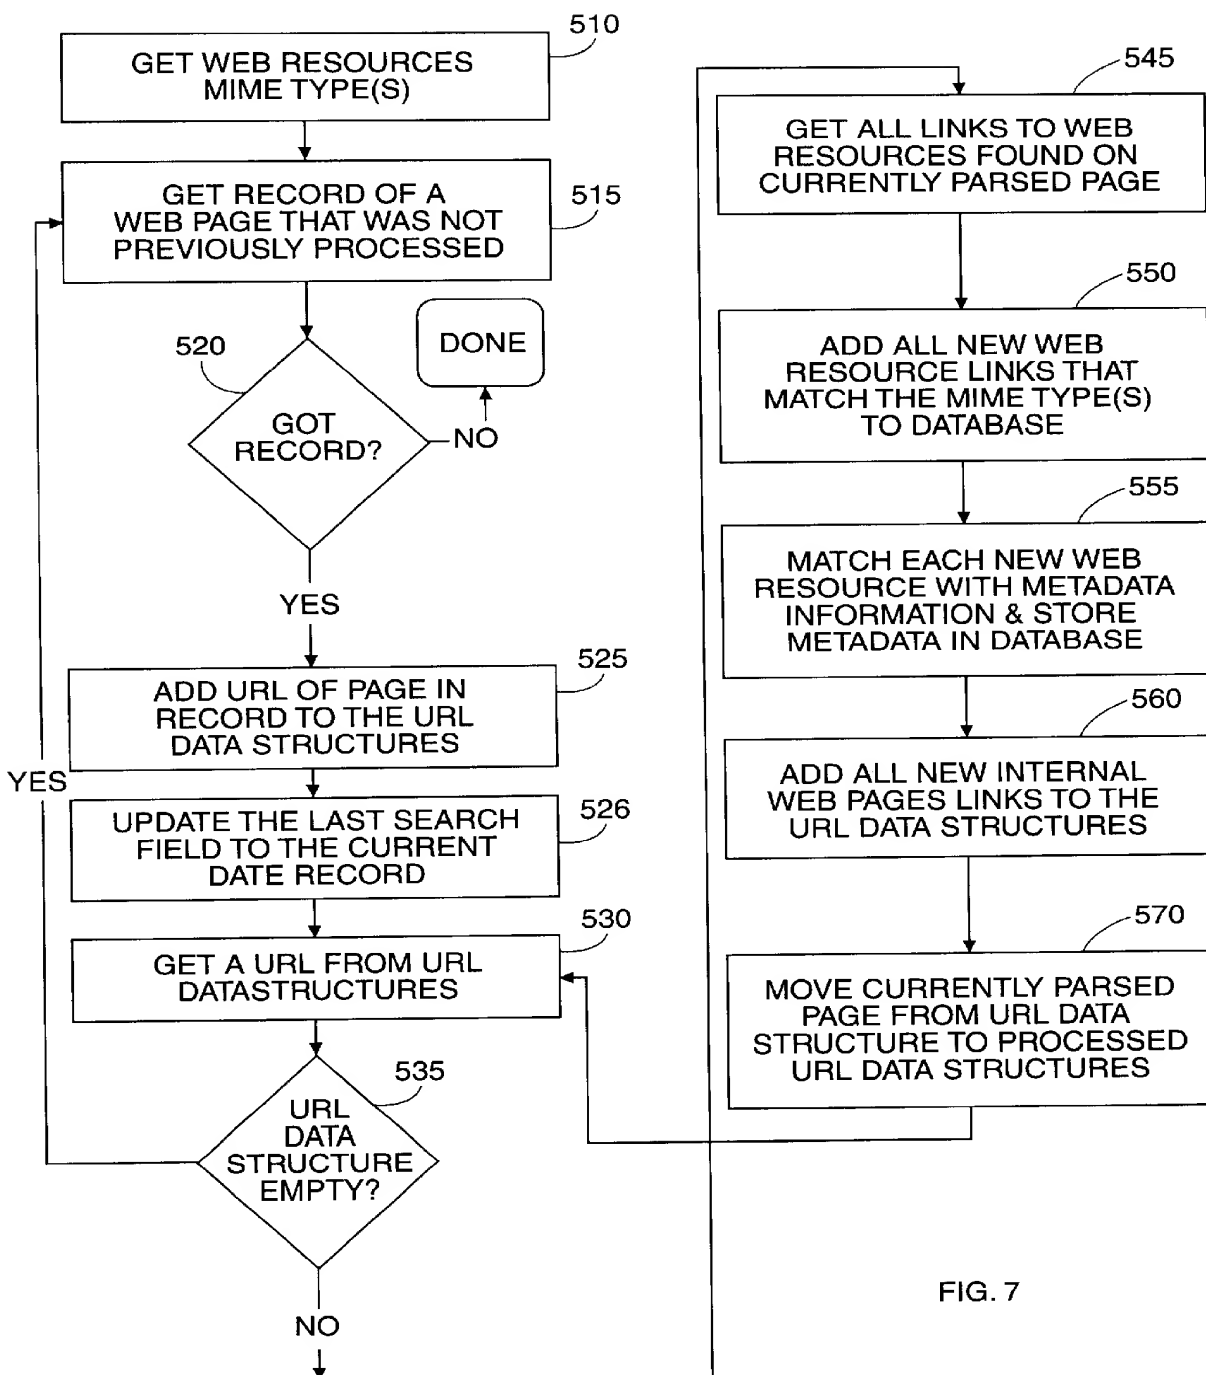 510
GET WEB RESOURCES
MIME TYPE(S)
GET RECORD OF A
WEB PAGE THAT WAS NOT
PREVIOUSLY PROCESSED
515
520
GOT
RECORD?
DONE
NO
YES
525
ADD URL OF PAGE IN
RECORD TO THE URL
DATA STRUCTURES
YES
UPDATE THE LAST SEARCH
FIELD TO THE CURRENT
DATE RECORD
526
530
GET A URL FROM URL
DATASTRUCTURES
535
URL
DATA
STRUCTURE
EMPTY?
NO
545
GET ALL LINKS TO WEB
RESOURCES FOUND ON
CURRENTLY PARSED PAGE
550
ADD ALL NEW WEB
RESOURCE LINKS THAT
MATCH THE MIME TYPE(S)
TO DATABASE
555
MATCH EACH NEW WEB
RESOURCE WITH METADATA
INFORMATION & STORE
METADATA IN DATABASE
560
ADD ALL NEW INTERNAL
WEB PAGES LINKS TO THE
URL DATA STRUCTURES
570
MOVE CURRENTLY PARSED
PAGE FROM URL DATA
STRUCTURE TO PROCESSED
URL DATA STRUCTURES
FIG. 7